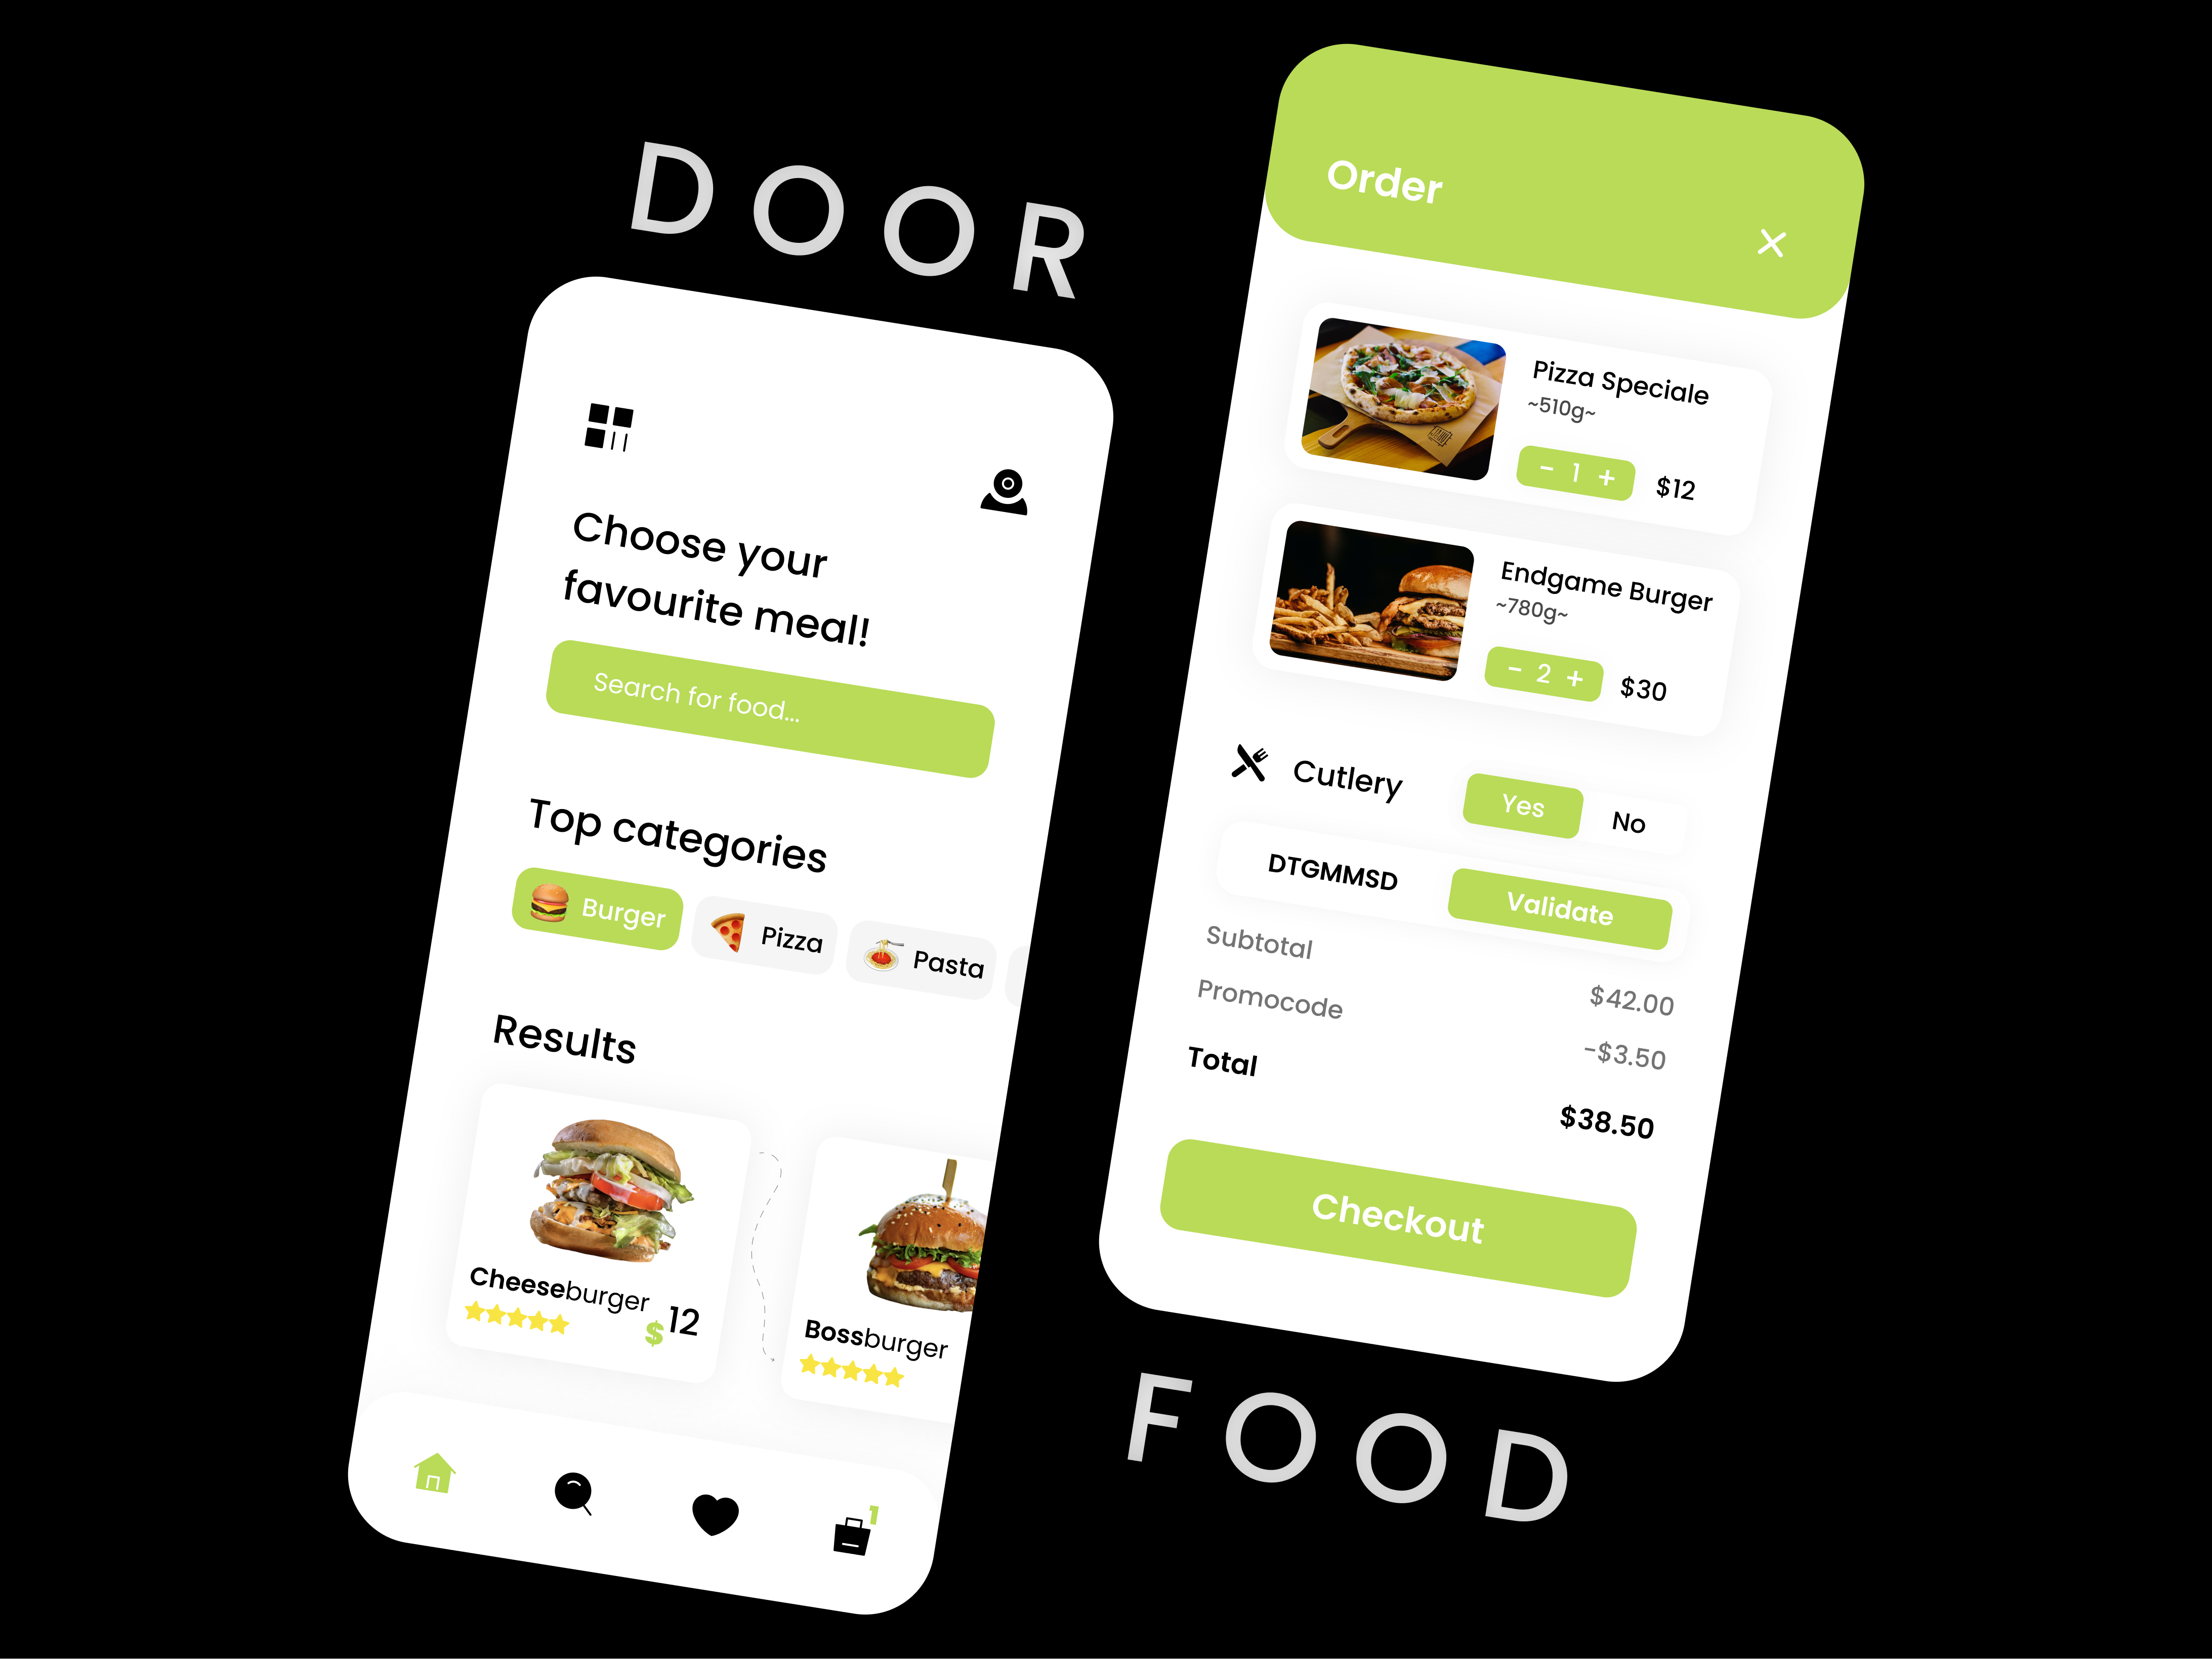 DOOR
Choose your
favourite meal!
Search for food...
Top categories
Burger
Pizza
Pasta
Results
Cheeseburger
$12
Bossburger
1
Order
Pizza Speciale
~510g~
- 1 +
$12
Endgame Burger
~780g~
- 2 +
$30
Cutlery
Yes
No
DTGMMSD
Validate
Subtotal
$42.00
Promocode
-$3.50
Total
$38.50
Checkout
FOOD